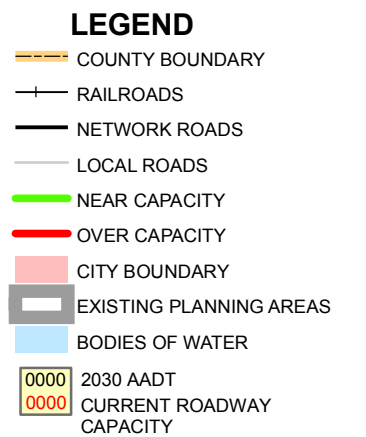 LEGEND
COUNTY BOUNDARY
RAILROADS
NETWORK ROADS
LOCAL ROADS
NEAR CAPACITY
OVER CAPACITY
CITY BOUNDARY
EXISTING PLANNING AREAS
BODIES OF WATER
0000 2030 AADT
0000 CURRENT ROADWAY
CAPACITY